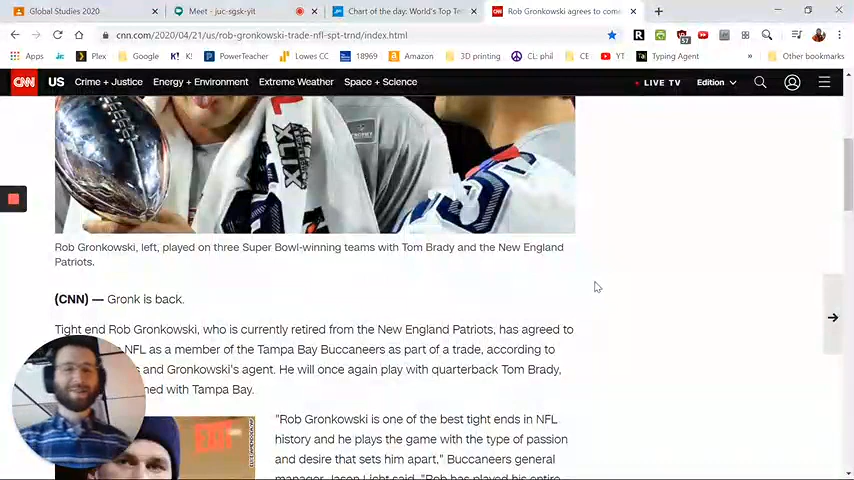 Global Studies 2020
Meet - juc-sgsk-yit
Chart of the day: World's Top Te
Rob Gronkowski agrees to come
cnn.com/2020/04/21/us/rob-gronkowski-trade-nfl-spt-trnd/index.html
57
Apps
Plex
PowerTeacher
Lowes CC
18969
Amazon
3D printing
CL: phil
CE
YT
Typing Agent
»
Other bookmarks
CNN
US
Crime + Justice
Energy + Environment
Extreme Weather
Space + Science
LIVE TV
Edition
XLIX
Rob Gronkowski, left, played on three Super Bowl-winning teams with Tom Brady and the New England
Patriots.
(CNN) — Gronk is back.
Tight end Rob Gronkowski, who is currently retired from the New England Patriots, has agreed to
NFL as a member of the Tampa Bay Buccaneers as part of a trade, according to
and Gronkowski's agent. He will once again play with quarterback Tom Brady,
ned with Tampa Bay.
"Rob Gronkowski is one of the best tight ends in NFL
history and he plays the game with the type of passion
and desire that sets him apart," Buccaneers general
manager Jason Licht said. "Rob has played his entire